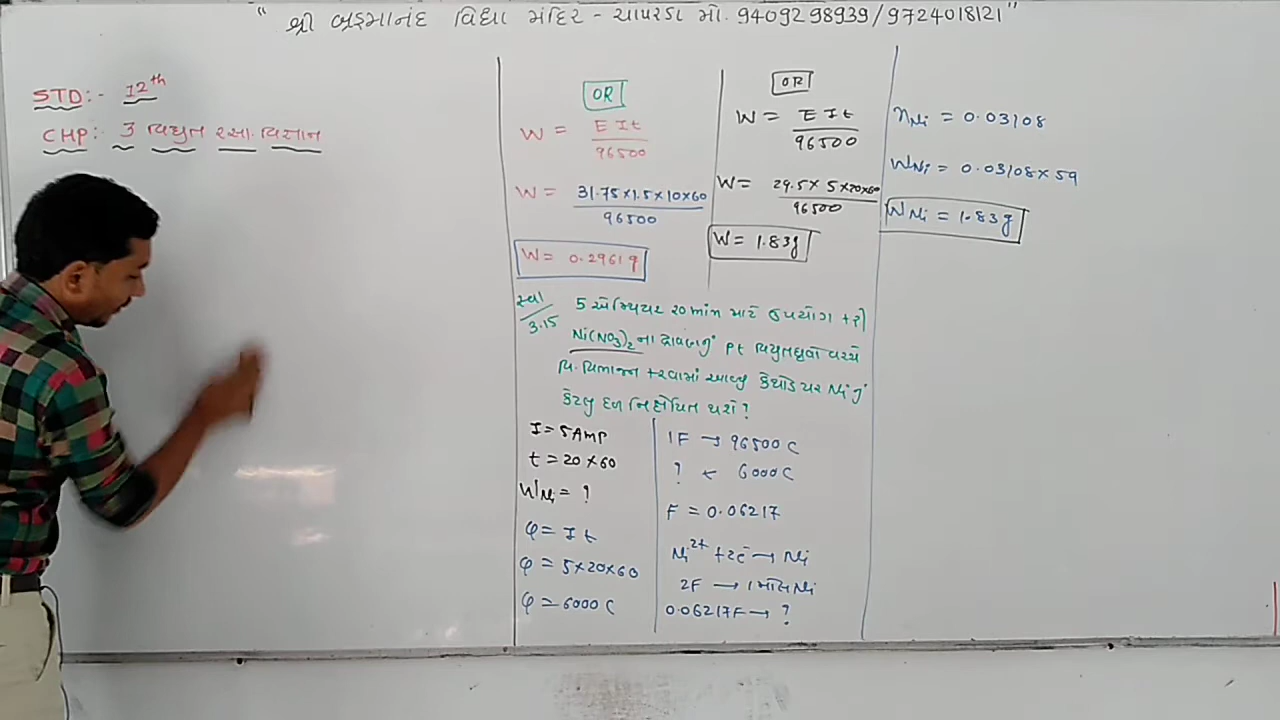 "શ્રી બ્રહ્માનંદ વિદ્યા મંદિર - ચાપરડા મો. 9409298939/9724018121"
STD:- 12th
CHP:- 3 વિદ્યુત રસા. વિજ્ઞાન
OR
W = EIt
96500
W = 31.75×1.5×10×60
96500
W = 0.2961g
OR
W = EIt
96500
W = 29.5×5×20×60
96500
W = 1.83g
nNi = 0.03108
WNi = 0.03108×59
WNi = 1.83g
સ્વા
3.15
5 એમ્પિયર 20 min માટે ઉપયોગ કરી
Ni(NO3)2 ના દ્રાવણનું Pt વિદ્યુતધ્રુવો વચ્ચે
વિ. વિભાજન કરવામાં આવ્યુ કેથોડ પર Ni નું
કેટલુ દળ નિક્ષેપિત થશે?
I = 5 AMP
t = 20×60
WNi = ?
φ = It
φ = 5×20×60
φ = 6000 C
1F → 96500 C
? ← 6000 C
F = 0.06217
Ni2+ + 2e- → Ni
2F → 1 મોલ Ni
0.06217F → ?